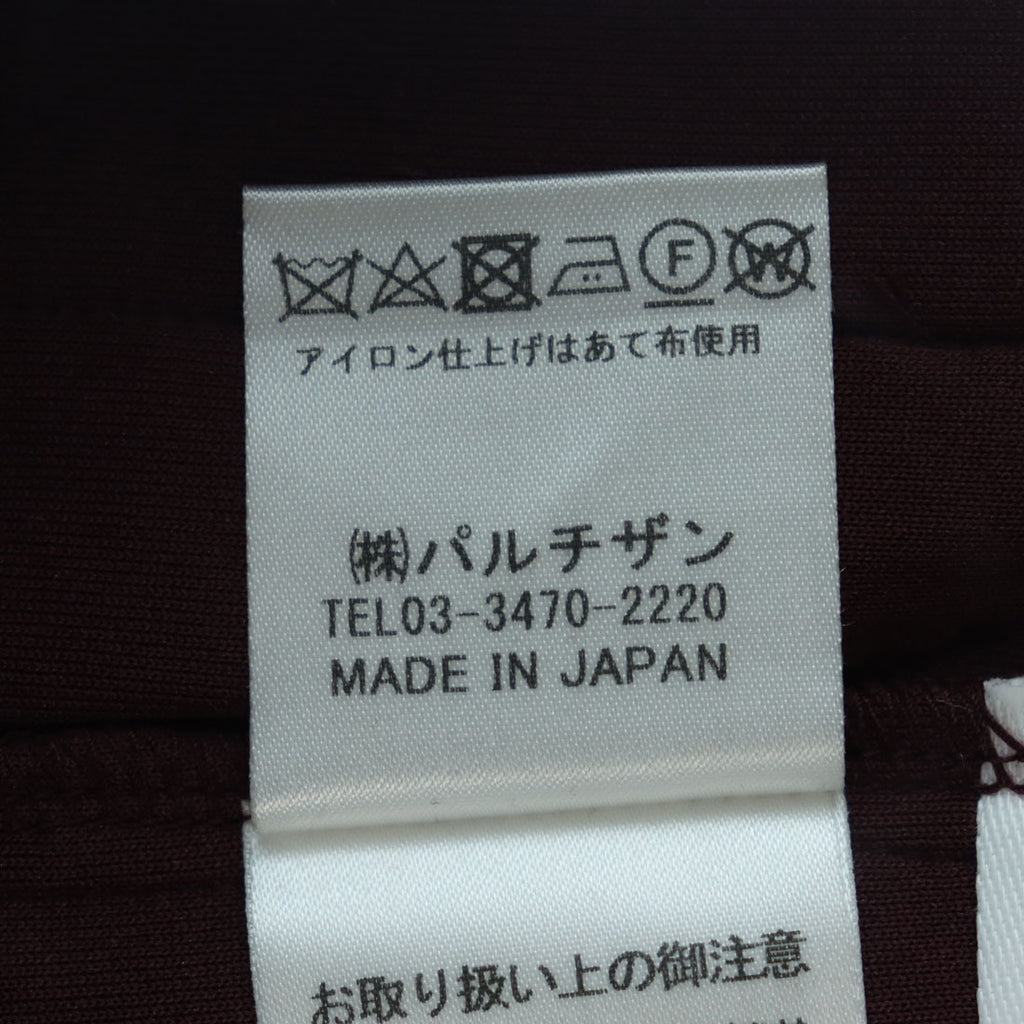 F W
アイロン仕上げはあて布使用
㈱パルチザン
TEL03-3470-2220
MADE IN JAPAN
お取り扱い上の御注意